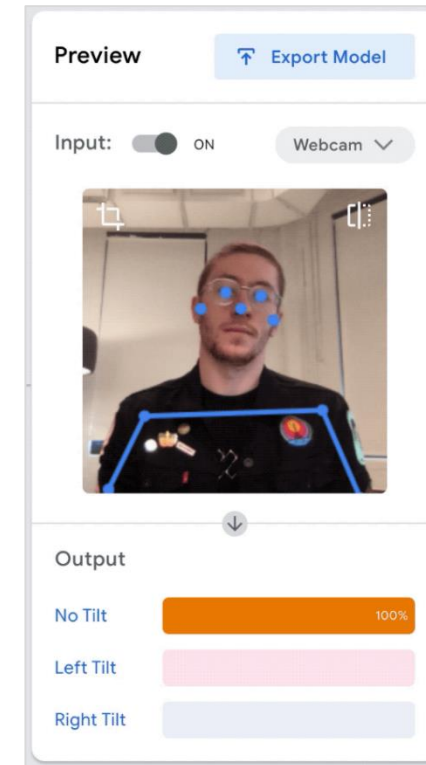 Preview
Export Model
Input: ON Webcam
Output
No Tilt 100%
Left Tilt
Right Tilt